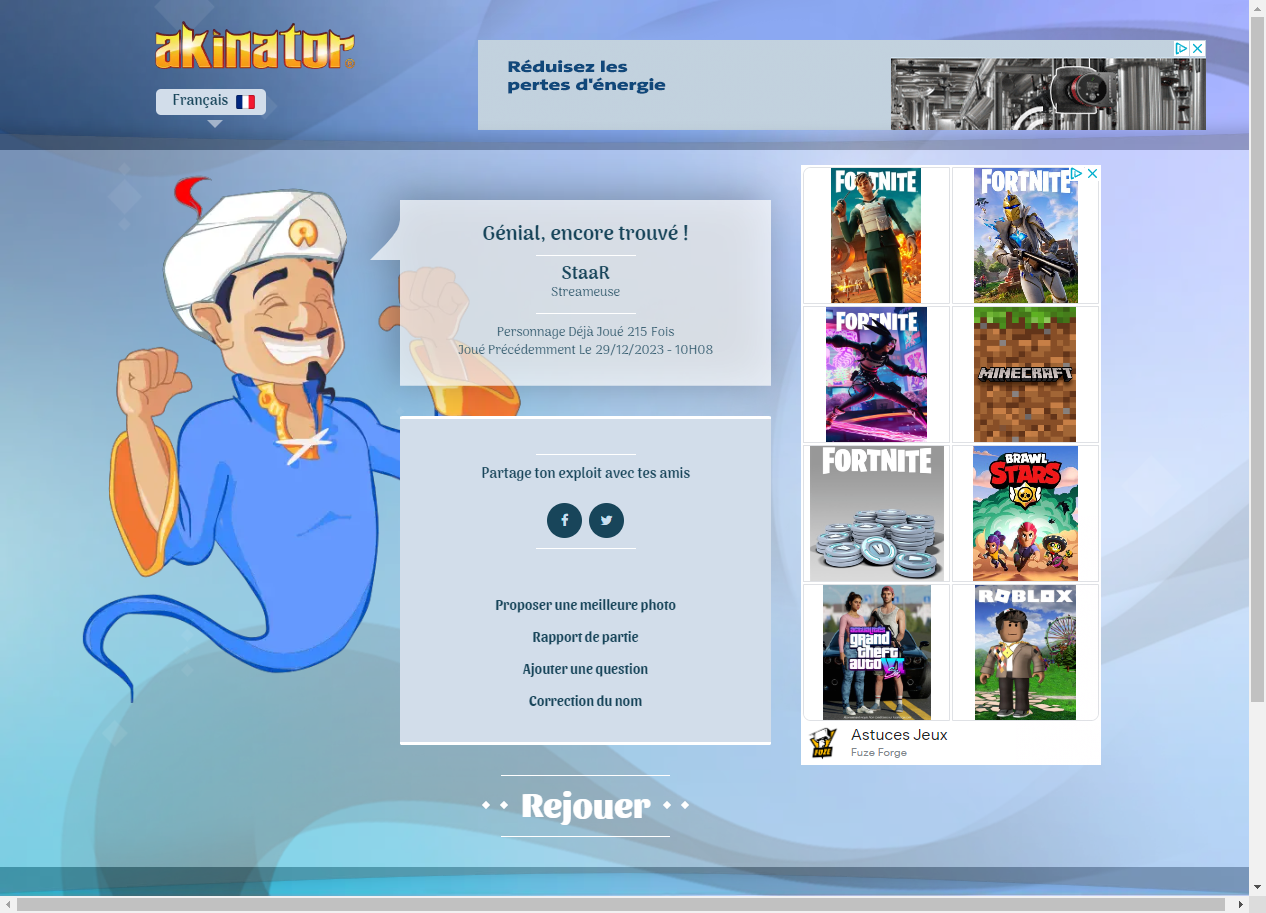 akinator
Français
Réduisez les
pertes d'énergie
Génial, encore trouvé !
StaaR
Streameuse
Personnage Déjà Joué 215 Fois
Joué Précédemment Le 29/12/2023 - 10H08
Partage ton exploit avec tes amis
Proposer une meilleure photo
Rapport de partie
Ajouter une question
Correction du nom
Rejouer
FORTNITE
FORTNITE
FORTNITE
MINECRAFT
FORTNITE
BRAWL
STARS
grand
theft
auto
VI
ROBLOX
FUZE
Astuces Jeux
Fuze Forge